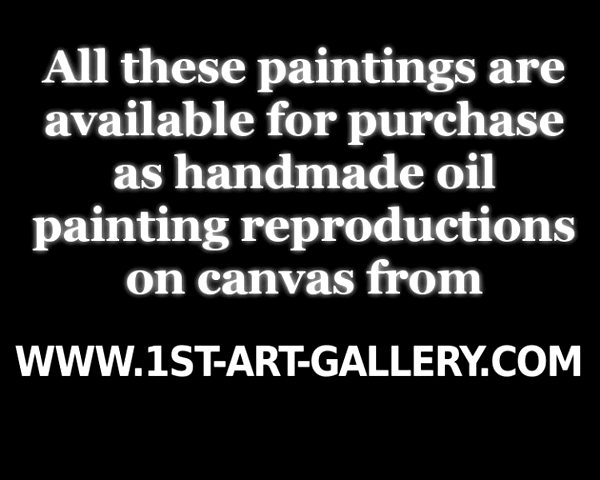 All these paintings are
available for purchase
as handmade oil
painting reproductions
on canvas from
WWW.1ST-ART-GALLERY.COM